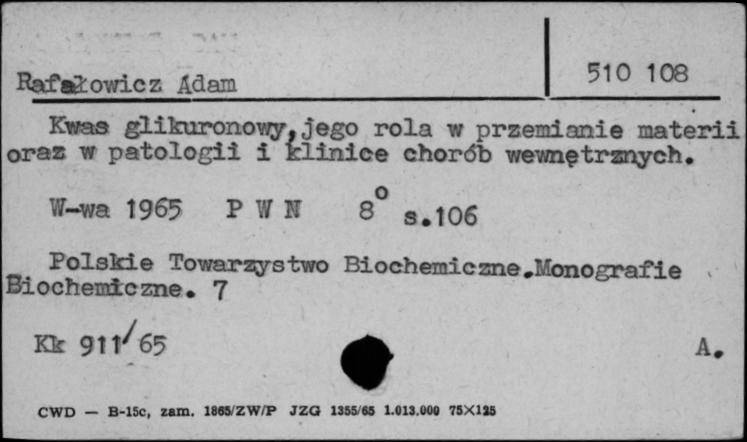 510 108
Rafałowicz Adam
Kwas glikuronowy,jego rola w przemianie materii
oraz w patologii i klinice chorób wewnętrznych.
W-wa 1965 P W N 8° s.106
Polskie Towarzystwo Biochemiczne.Monografie
Biochemiczne. 7
Kk 911/65 A.
CWD — B-15c, zam. 1865/ZW/P JZG 1355/65 1.013.000 75X125